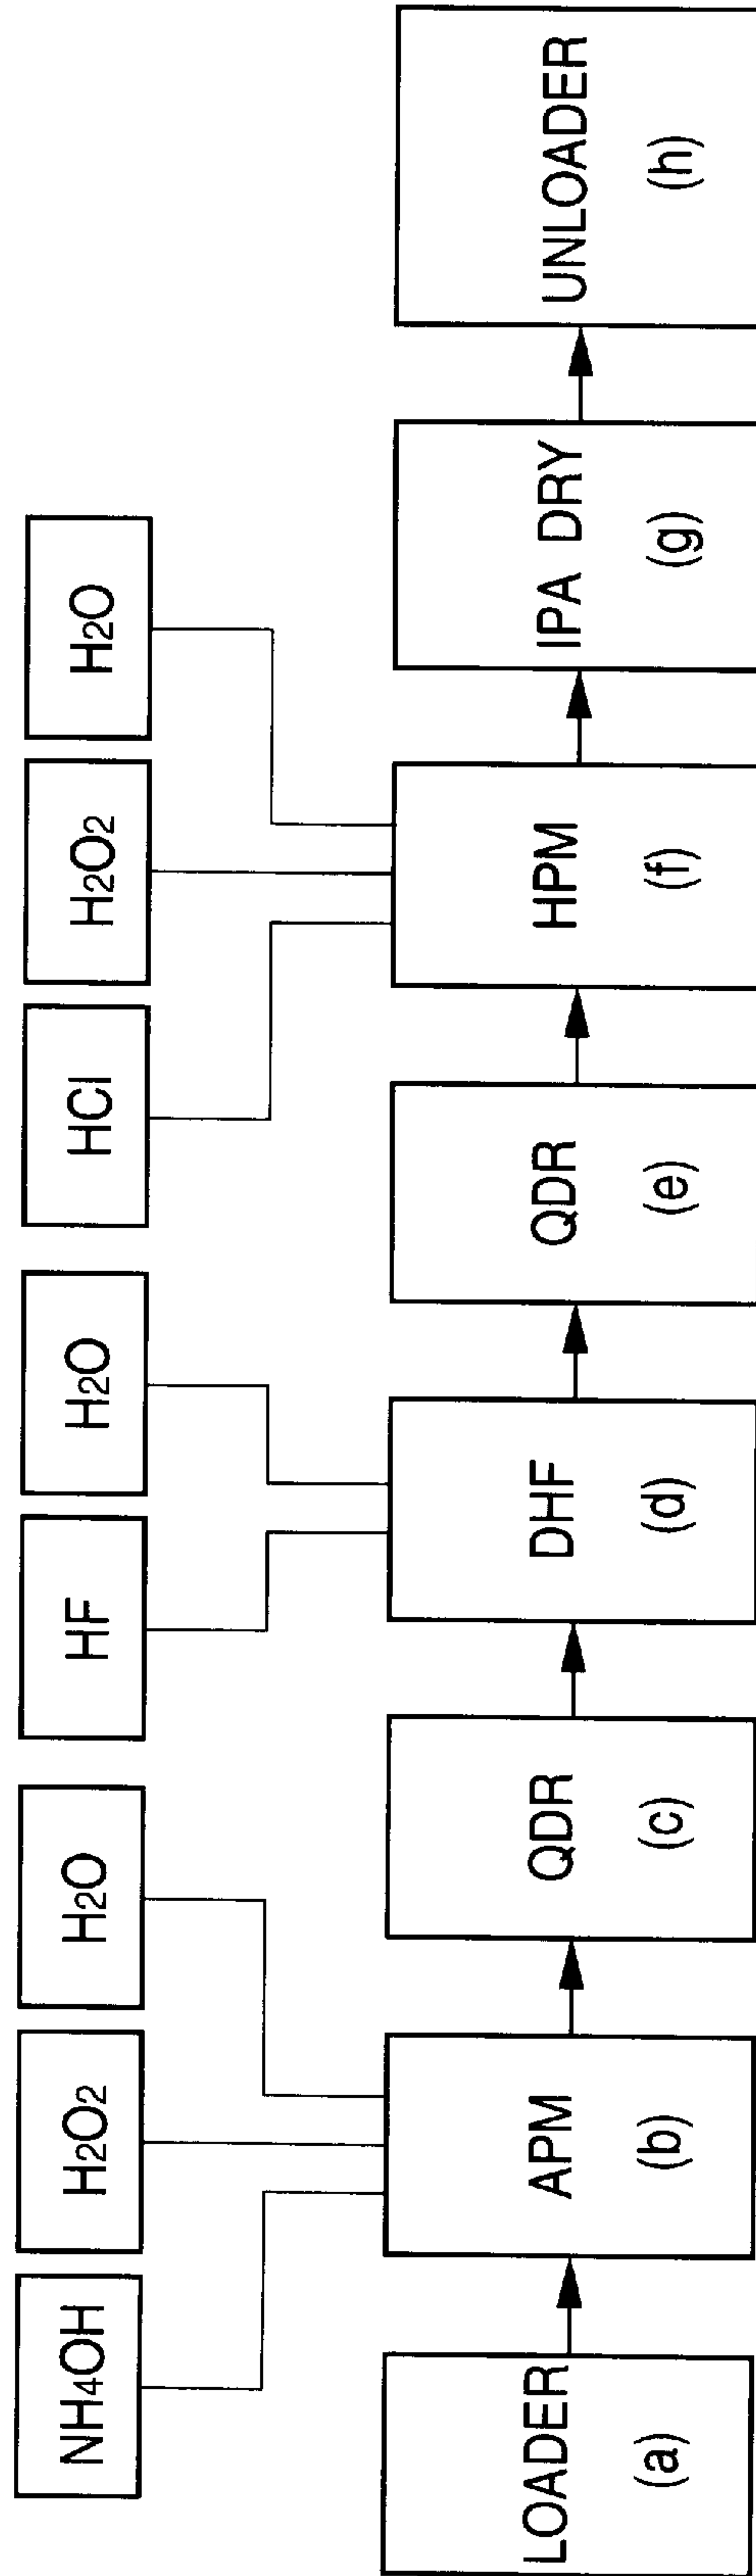 NH4OH
H2O2
H2O
HF
H2O
HCl
H2O2
H2O
LOADER
(a)
APM
(b)
QDR
(c)
DHF
(d)
QDR
(e)
HPM
(f)
IPA DRY
(g)
UNLOADER
(h)